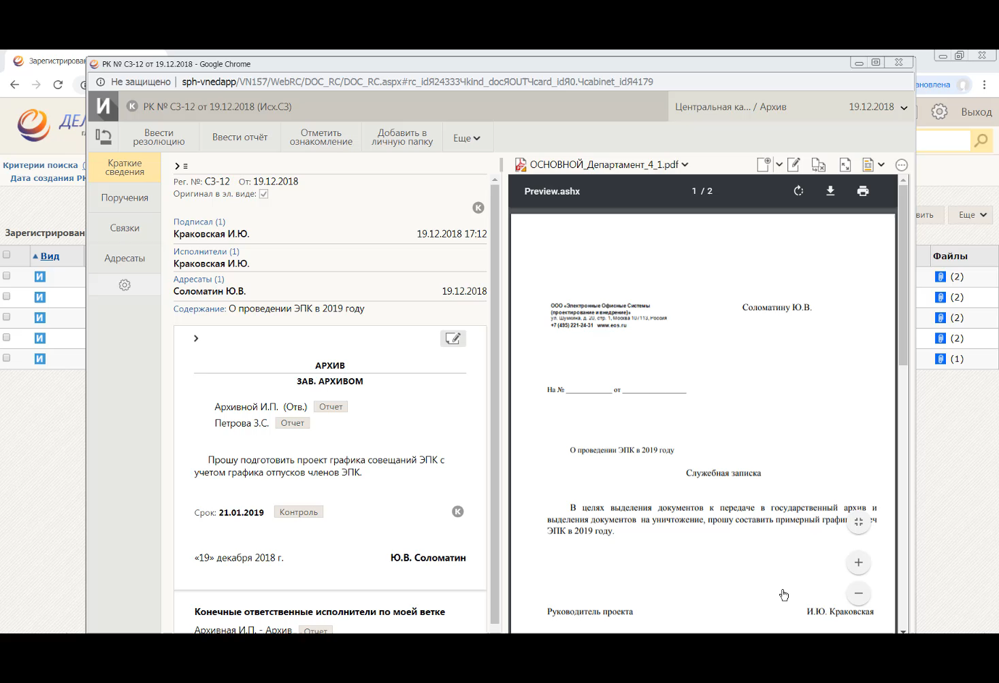 Зарегистрирова
РК № СЗ-12 от 19.12.2018 - Google Chrome
Не защищено | sph-vnedapp/VN157/WebRC/DOC_RC/DOC_RC.aspx#rc_idЯ24333Чkind_docЯOUTЧcard_idЯ0.Чcabinet_idЯ4179
ановлена
И
К РК № СЗ-12 от 19.12.2018 (Исх.СЗ)
Центральная ка... / Архив
19.12.2018
Выход
ДЕЛ
Ввести резолюцию
Ввести отчёт
Отметить ознакомление
Добавить в личную папку
Еще
Критерии поиска (
Дата создания РК
Зарегистрирован
Вид
И
И
И
И
И
Краткие сведения
Поручения
Связки
Адресаты
Рег. №: СЗ-12 От: 19.12.2018
Оригинал в эл. виде:
К
Подписал (1)
Краковская И.Ю. 19.12.2018 17:12
Исполнители (1)
Краковская И.Ю.
Адресаты (1)
Соломатин Ю.В. 19.12.2018
Содержание: О проведении ЭПК в 2019 году
АРХИВ
ЗАВ. АРХИВОМ
Архивной И.П. (Отв.) Отчет
Петрова З.С. Отчет
Прошу подготовить проект графика совещаний ЭПК с
учетом графика отпусков членов ЭПК.
Срок: 21.01.2019 Контроль К
«19» декабря 2018 г. Ю.В. Соломатин
Конечные ответственные исполнители по моей ветке
Архивная И.П. - Архив Отчет
ОСНОВНОЙ_Департамент_4_1.pdf
Preview.ashx 1 / 2
ООО «Электронные Офисные Системы
(проектирование и внедрение)»
ул. Шумкина, д. 20, стр. 1, Москва 107113, Россия
+7 (495) 221-24-31 www.eos.ru
Соломатину Ю.В.
На № ____________ от ________________
О проведении ЭПК в 2019 году
Служебная записка
В целях выделения документов к передаче в государственный архив и
выделения документов на уничтожение, прошу составить примерный график
ЭПК в 2019 году.
Руководитель проекта И.Ю. Краковская
вить
Еще
Файлы
(2)
(2)
(2)
(2)
(1)